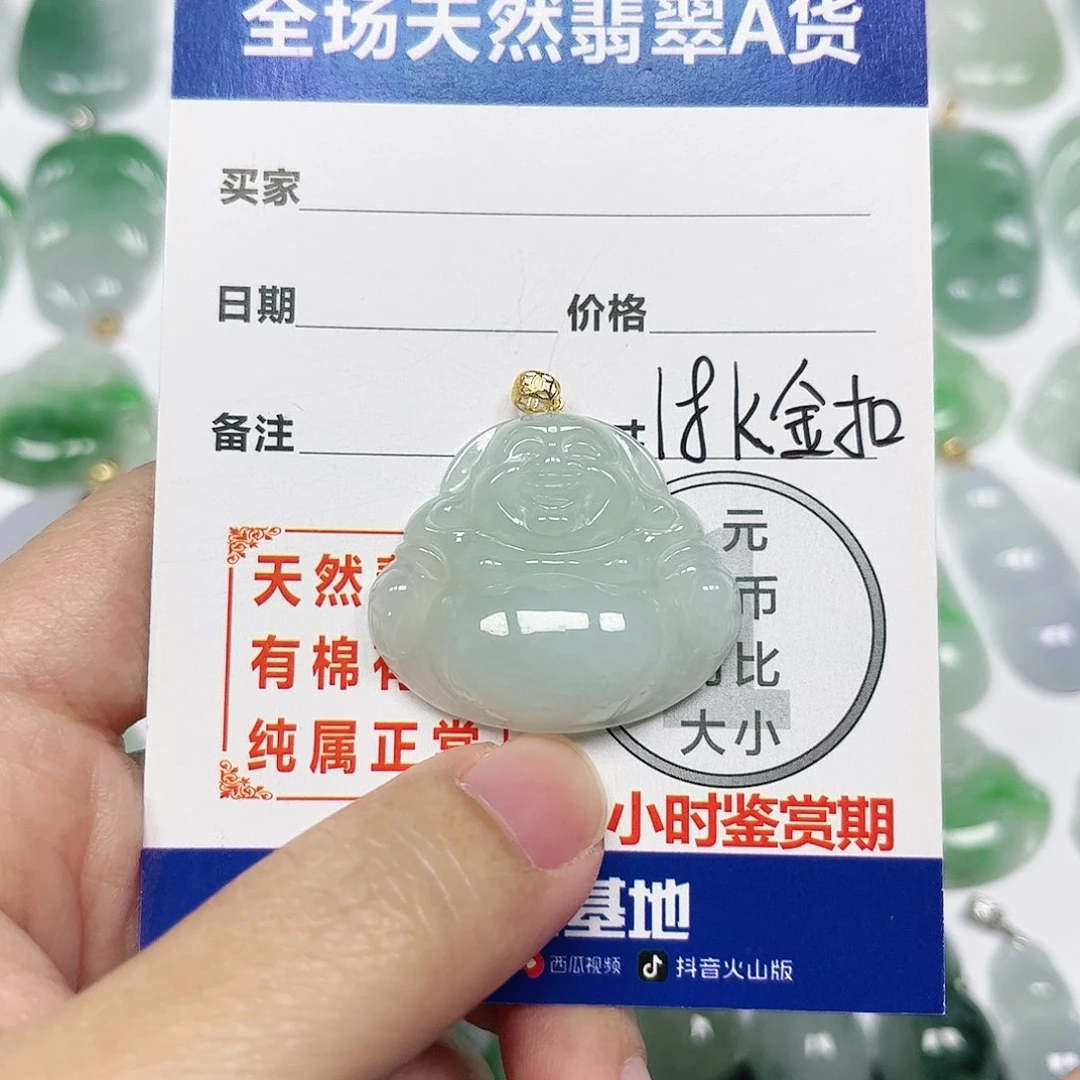 全场天然翡翠A货
买家
日期 价格
备注 18K金扣
天然
有棉
纯属正常
元
币
比
大小
小时鉴赏期
基地
西瓜视频 抖音火山版